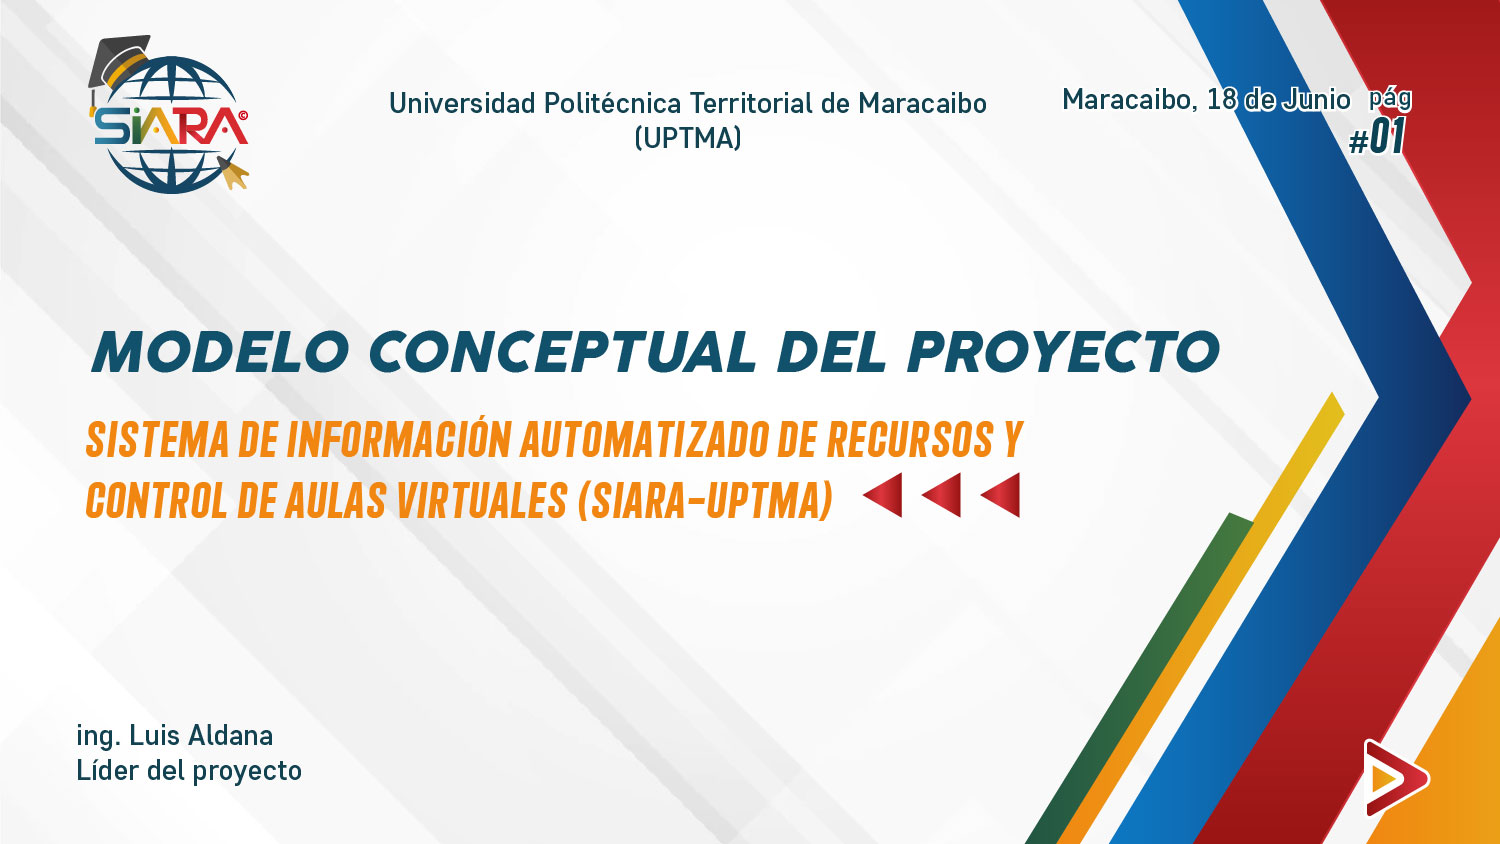 SiARA©
Universidad Politécnica Territorial de Maracaibo
(UPTMA)
Maracaibo, 18 de Junio pág
#01
MODELO CONCEPTUAL DEL PROYECTO
SISTEMA DE INFORMACIÓN AUTOMATIZADO DE RECURSOS Y
CONTROL DE AULAS VIRTUALES (SIARA-UPTMA)
ing. Luis Aldana
Líder del proyecto